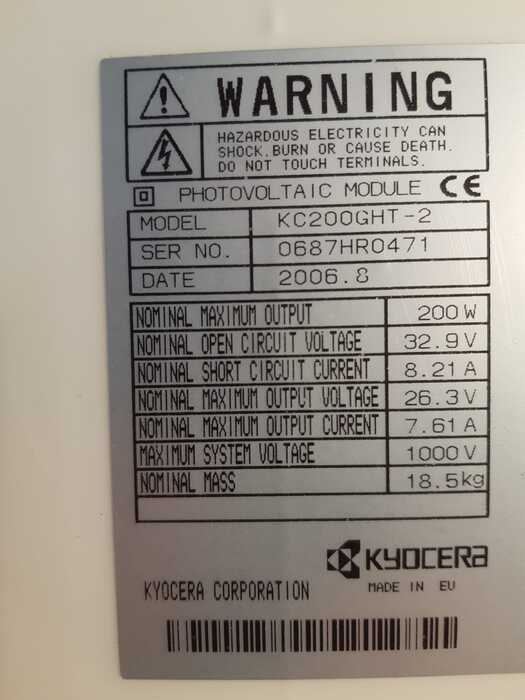 WARNING
HAZARDOUS ELECTRICITY CAN
SHOCK, BURN OR CAUSE DEATH.
DO NOT TOUCH TERMINALS.
PHOTOVOLTAIC MODULE CE
MODEL KC200GHT-2
SER NO. 0687HR0471
DATE 2006.8
NOMINAL MAXIMUM OUTPUT 200 W
NOMINAL OPEN CIRCUIT VOLTAGE 32.9 V
NOMINAL SHORT CIRCUIT CURRENT 8.21 A
NOMINAL MAXIMUM OUTPUT VOLTAGE 26.3 V
NOMINAL MAXIMUM OUTPUT CURRENT 7.61 A
MAXIMUM SYSTEM VOLTAGE 1000 V
NOMINAL MASS 18.5kg
KYOCERA
KYOCERA CORPORATION MADE IN EU